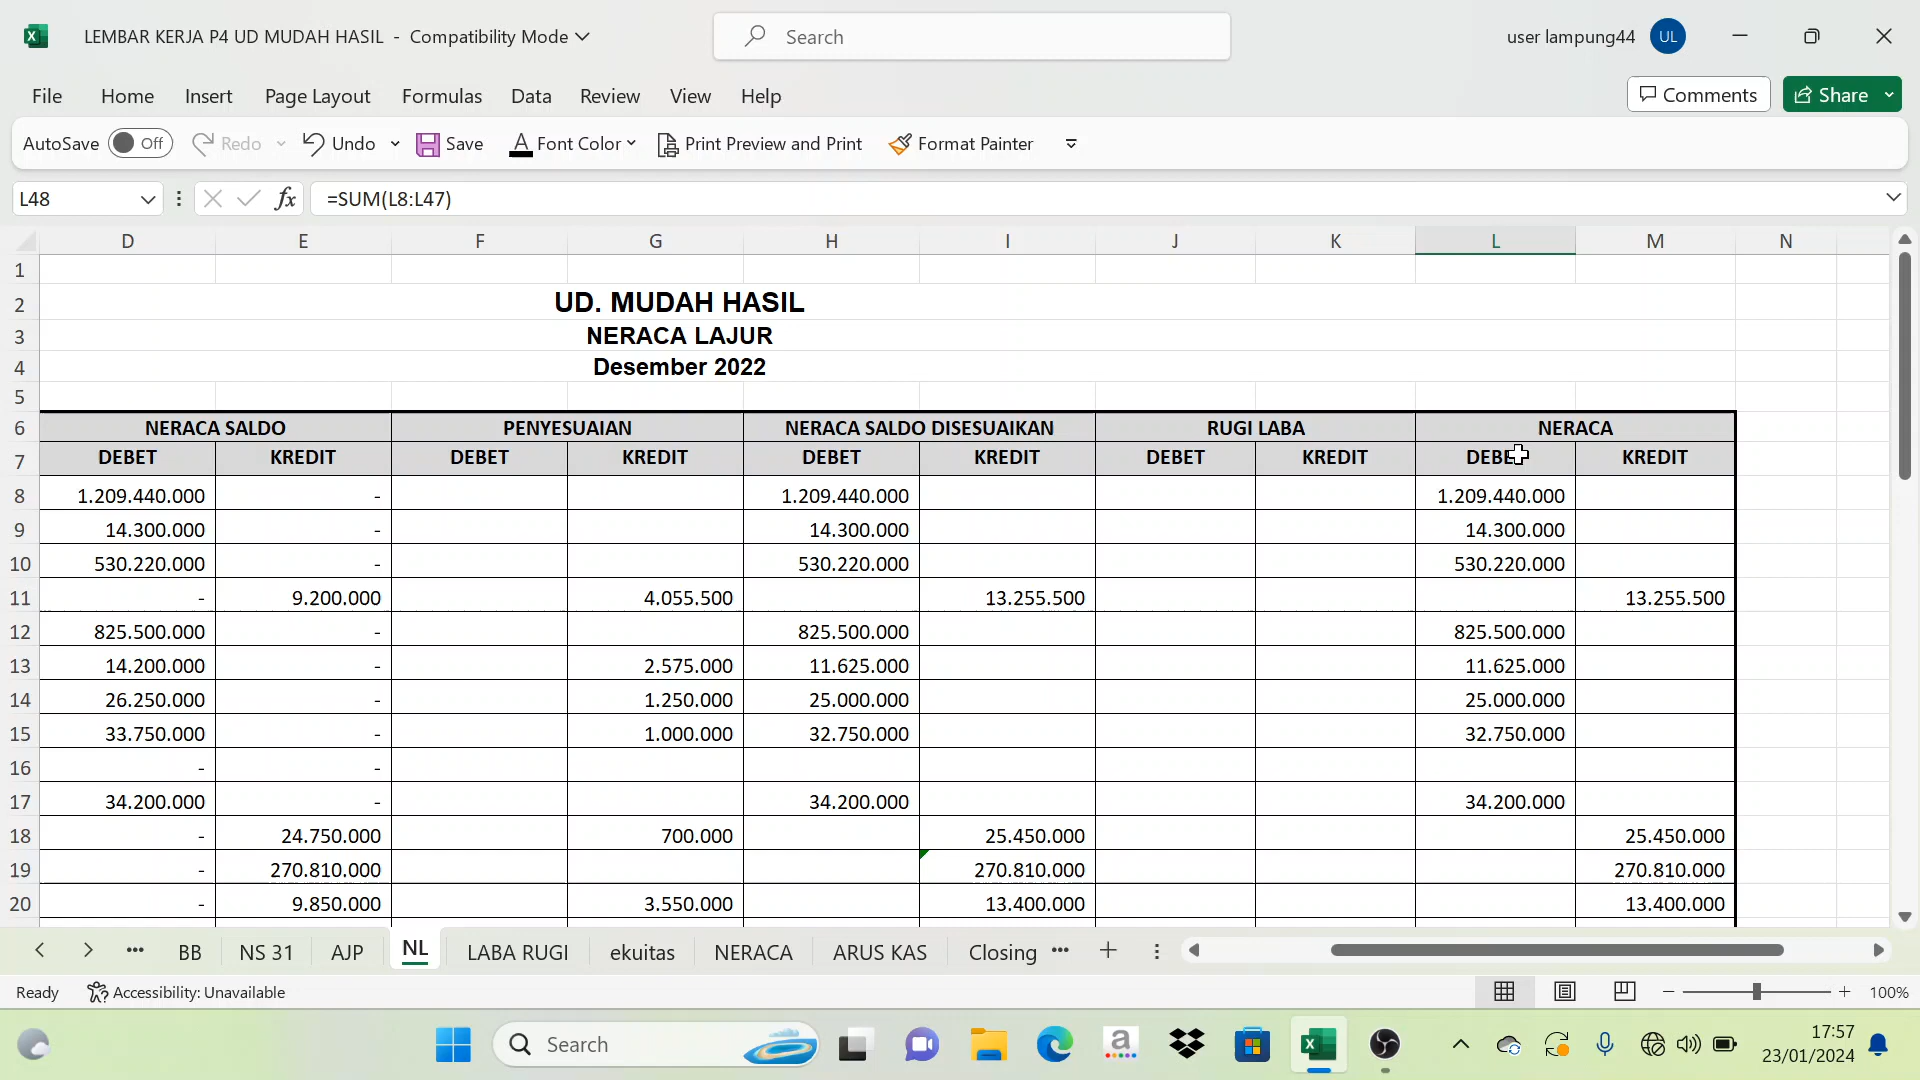 LEMBAR KERJA P4 UD MUDAH HASIL - Compatibility Mode
Search
user lampung44
UL
File Home Insert Page Layout Formulas Data Review View Help
Comments
Share
AutoSave Off Redo Undo Save Font Color Print Preview and Print Format Painter
L48
fx
=SUM(L8:L47)
D E F G H I J K L M N
1
2 UD. MUDAH HASIL
3 NERACA LAJUR
4 Desember 2022
5
6 NERACA SALDO PENYESUAIAN NERACA SALDO DISESUAIKAN RUGI LABA NERACA
7 DEBET KREDIT DEBET KREDIT DEBET KREDIT DEBET KREDIT DEBET KREDIT
8 1.209.440.000 - 1.209.440.000 1.209.440.000
9 14.300.000 - 14.300.000 14.300.000
10 530.220.000 - 530.220.000 530.220.000
11 - 9.200.000 4.055.500 13.255.500 13.255.500
12 825.500.000 - 825.500.000 825.500.000
13 14.200.000 - 2.575.000 11.625.000 11.625.000
14 26.250.000 - 1.250.000 25.000.000 25.000.000
15 33.750.000 - 1.000.000 32.750.000 32.750.000
16 - -
17 34.200.000 - 34.200.000 34.200.000
18 - 24.750.000 700.000 25.450.000 25.450.000
19 - 270.810.000 270.810.000 270.810.000
20 - 9.850.000 3.550.000 13.400.000 13.400.000
BB NS 31 AJP NL LABA RUGI ekuitas NERACA ARUS KAS Closing
Ready Accessibility: Unavailable
100%
Search
17:57
23/01/2024